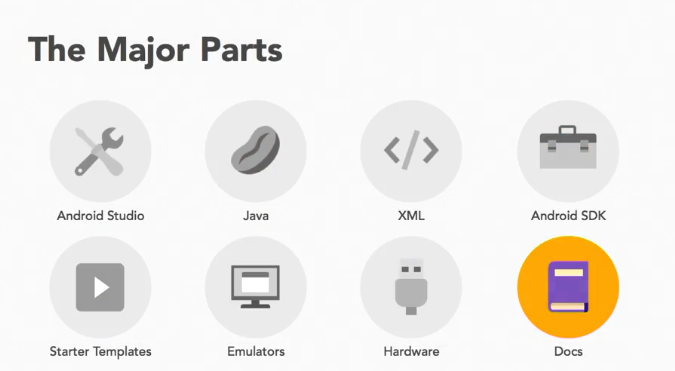 The Major Parts
Android Studio
Java
XML
Android SDK
Starter Templates
Emulators
Hardware
Docs